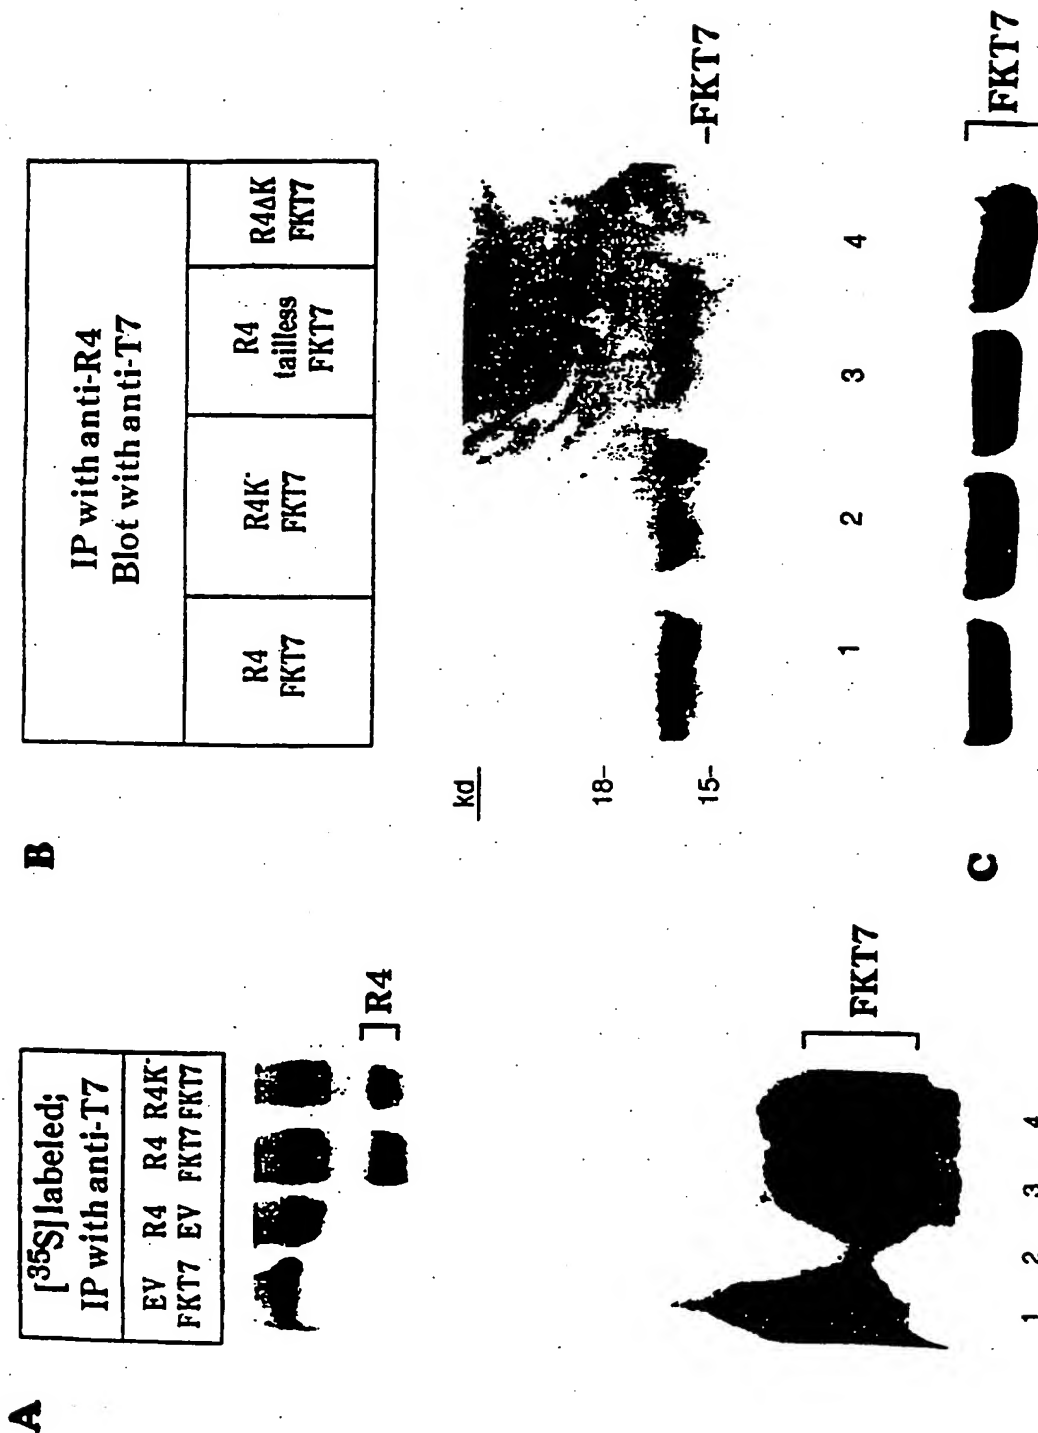 A
[35S] labeled;
IP with anti-T7
EV R4 R4 R4K-
FKT7 EV FKT7 FKT7
]R4
FKT7
1 2 3 4
B
IP with anti-R4
Blot with anti-T7
R4 FKT7
R4K- FKT7
R4 tailless FKT7
R4ΔK FKT7
kd
18-
15-
-FKT7
1 2 3 4
C
FKT7